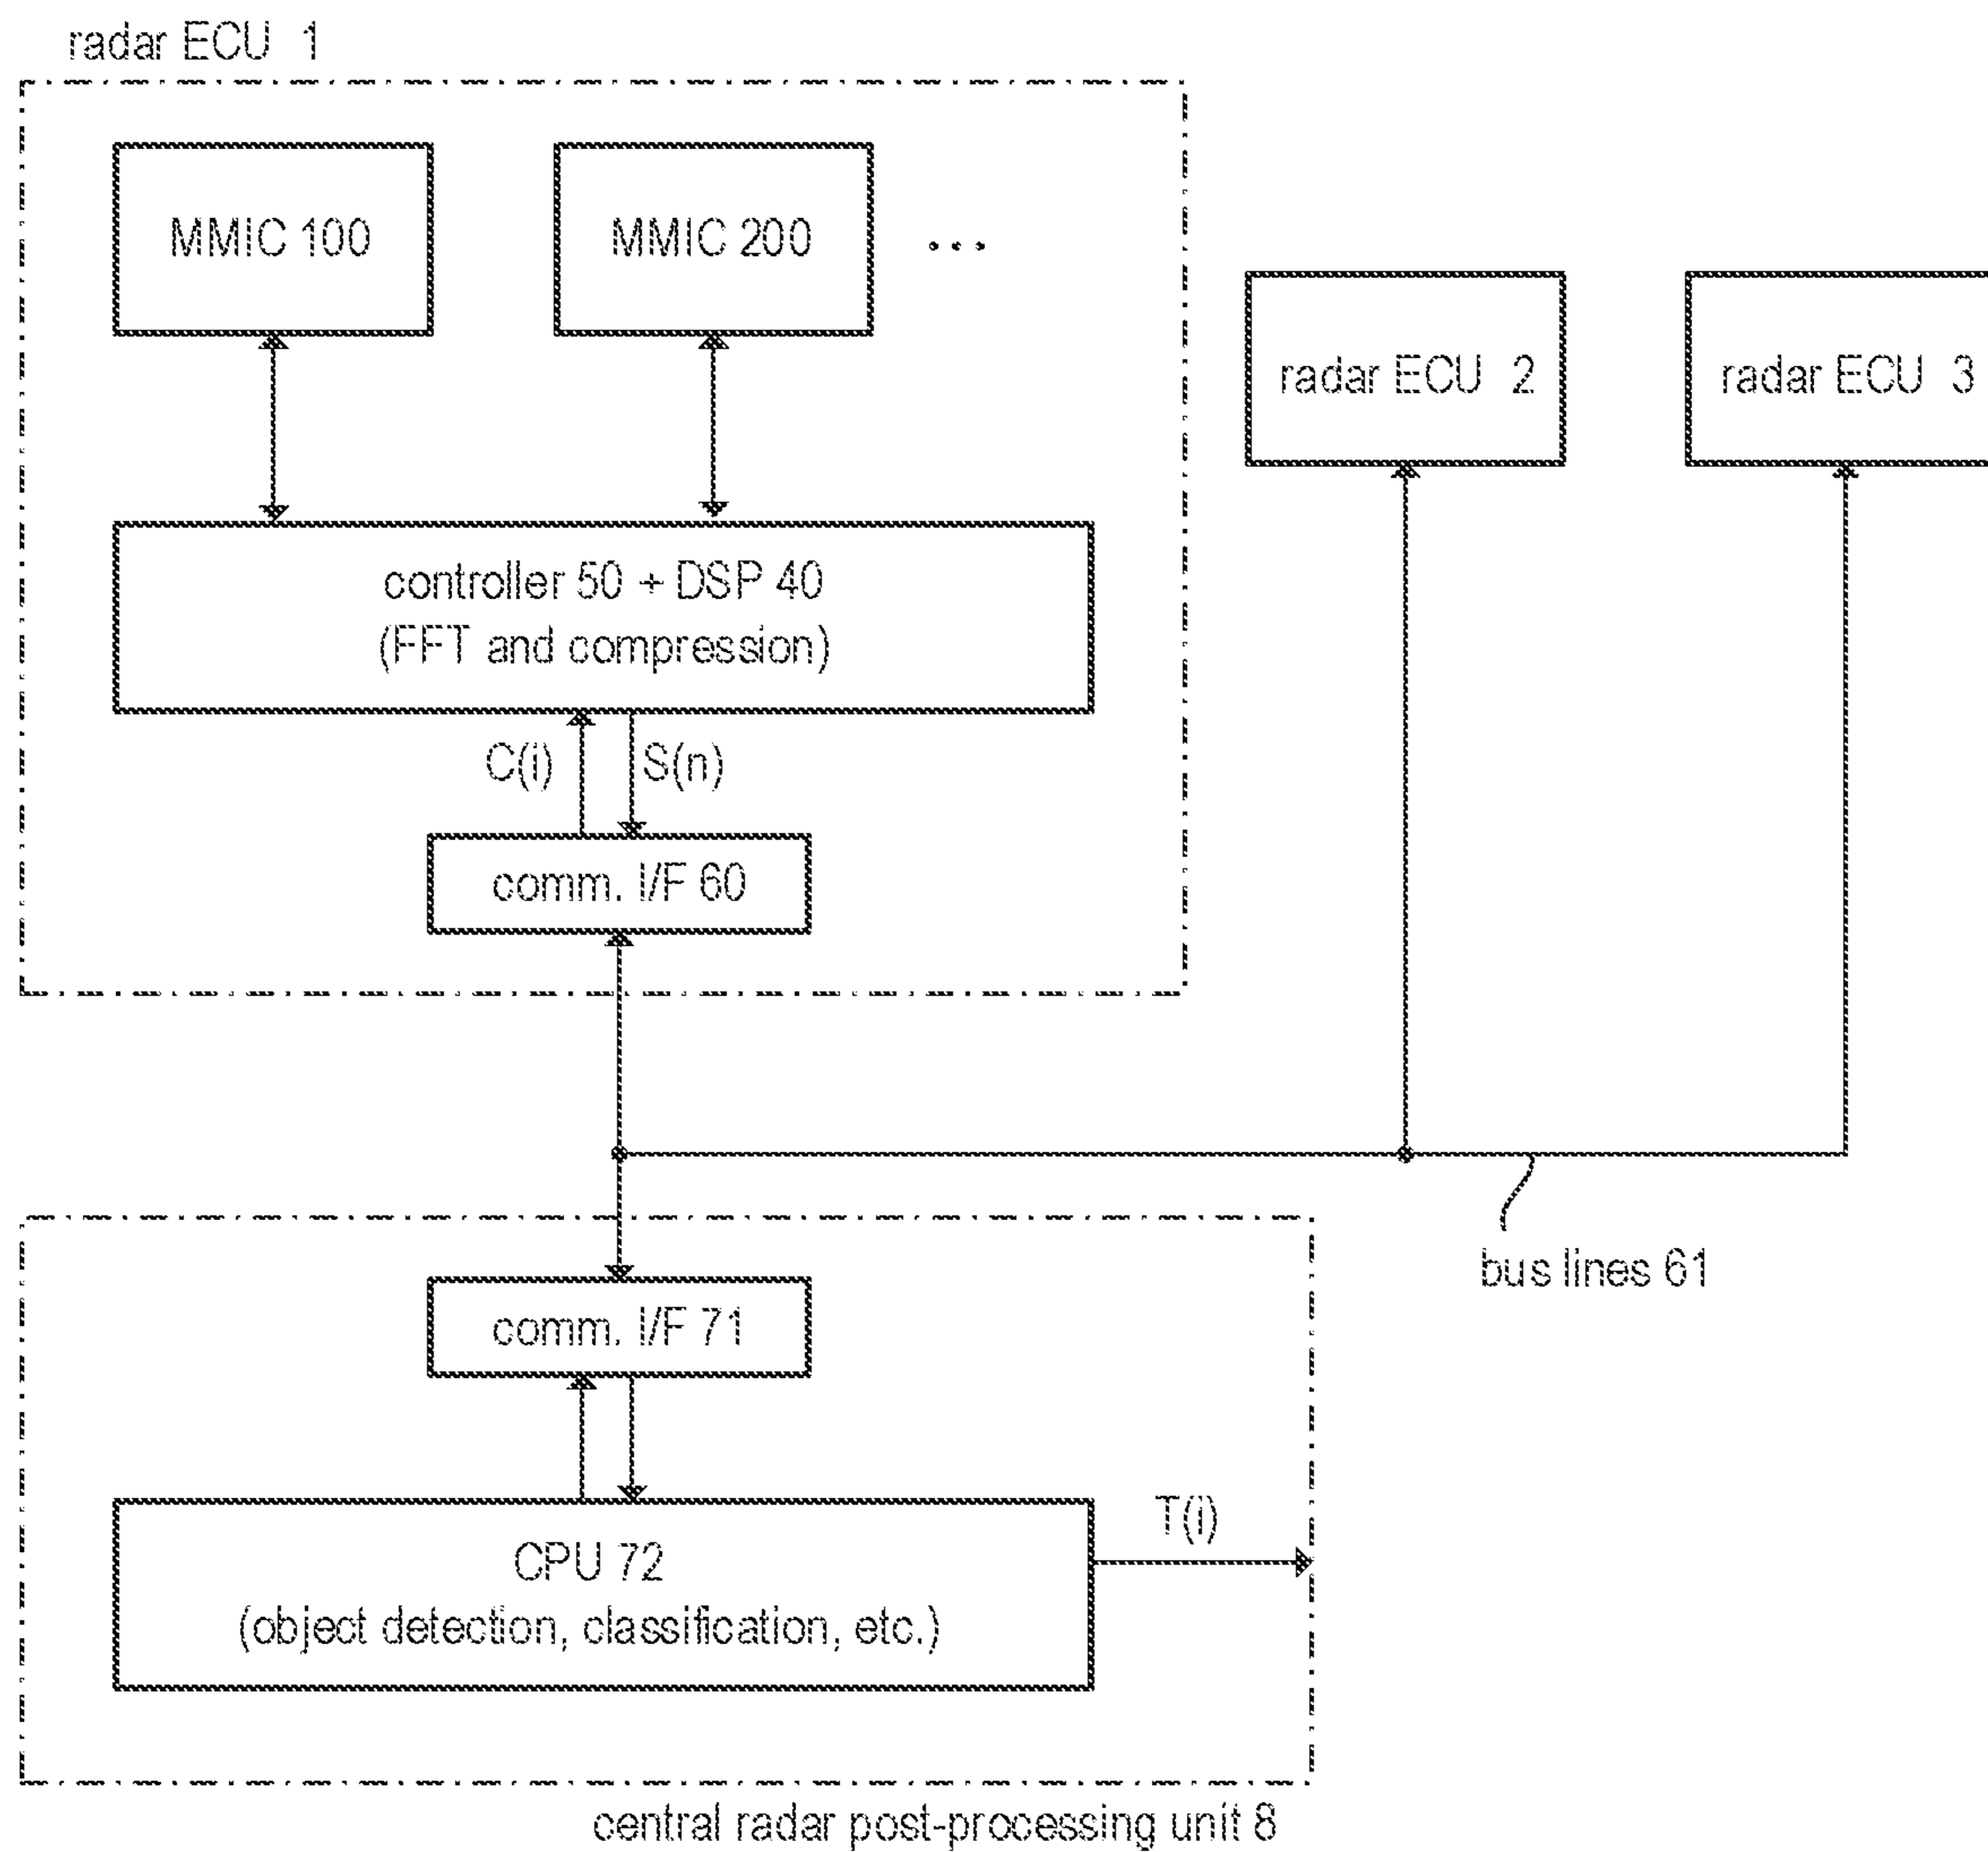 radar ECU 1
MMIC 100
MMIC 200
...
radar ECU 2
radar ECU 3
controller 50 + DSP 40
(FFT and compression)
C(i)
S(n)
comm. I/F 60
bus lines 61
comm. I/F 71
CPU 72
(object detection, classification, etc.)
T(i)
central radar post-processing unit 8